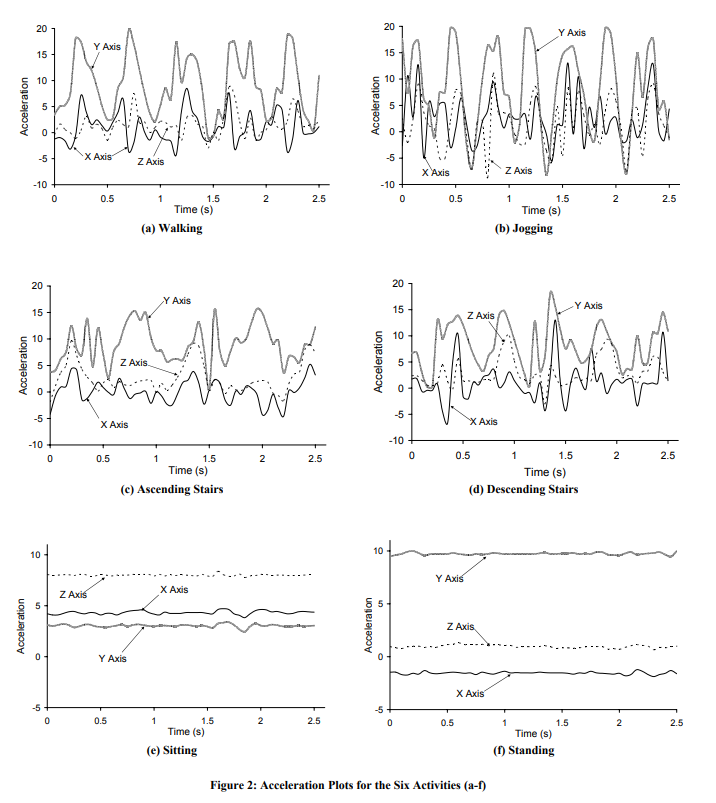 20
15
10
5
0
-5
-10
Acceleration
Y Axis
X Axis
Z Axis
0 0.5 1 1.5 2 2.5
Time (s)
(a) Walking
20
15
10
5
0
-5
-10
Acceleration
Y Axis
X Axis
Z Axis
0 0.5 1 1.5 2 2.5
Time (s)
(b) Jogging
20
15
10
5
0
-5
-10
Acceleration
Y Axis
Z Axis
X Axis
0 0.5 1 1.5 2 2.5
Time (s)
(c) Ascending Stairs
20
15
10
5
0
-5
-10
Acceleration
Y Axis
Z Axis
X Axis
0 0.5 1 1.5 2 2.5
Time (s)
(d) Descending Stairs
10
5
0
-5
Acceleration
Z Axis
X Axis
Y Axis
0 0.5 1 1.5 2 2.5
Time (s)
(e) Sitting
10
5
0
-5
Acceleration
Y Axis
Z Axis
X Axis
0 0.5 1 1.5 2 2.5
Time (s)
(f) Standing
Figure 2: Acceleration Plots for the Six Activities (a-f)